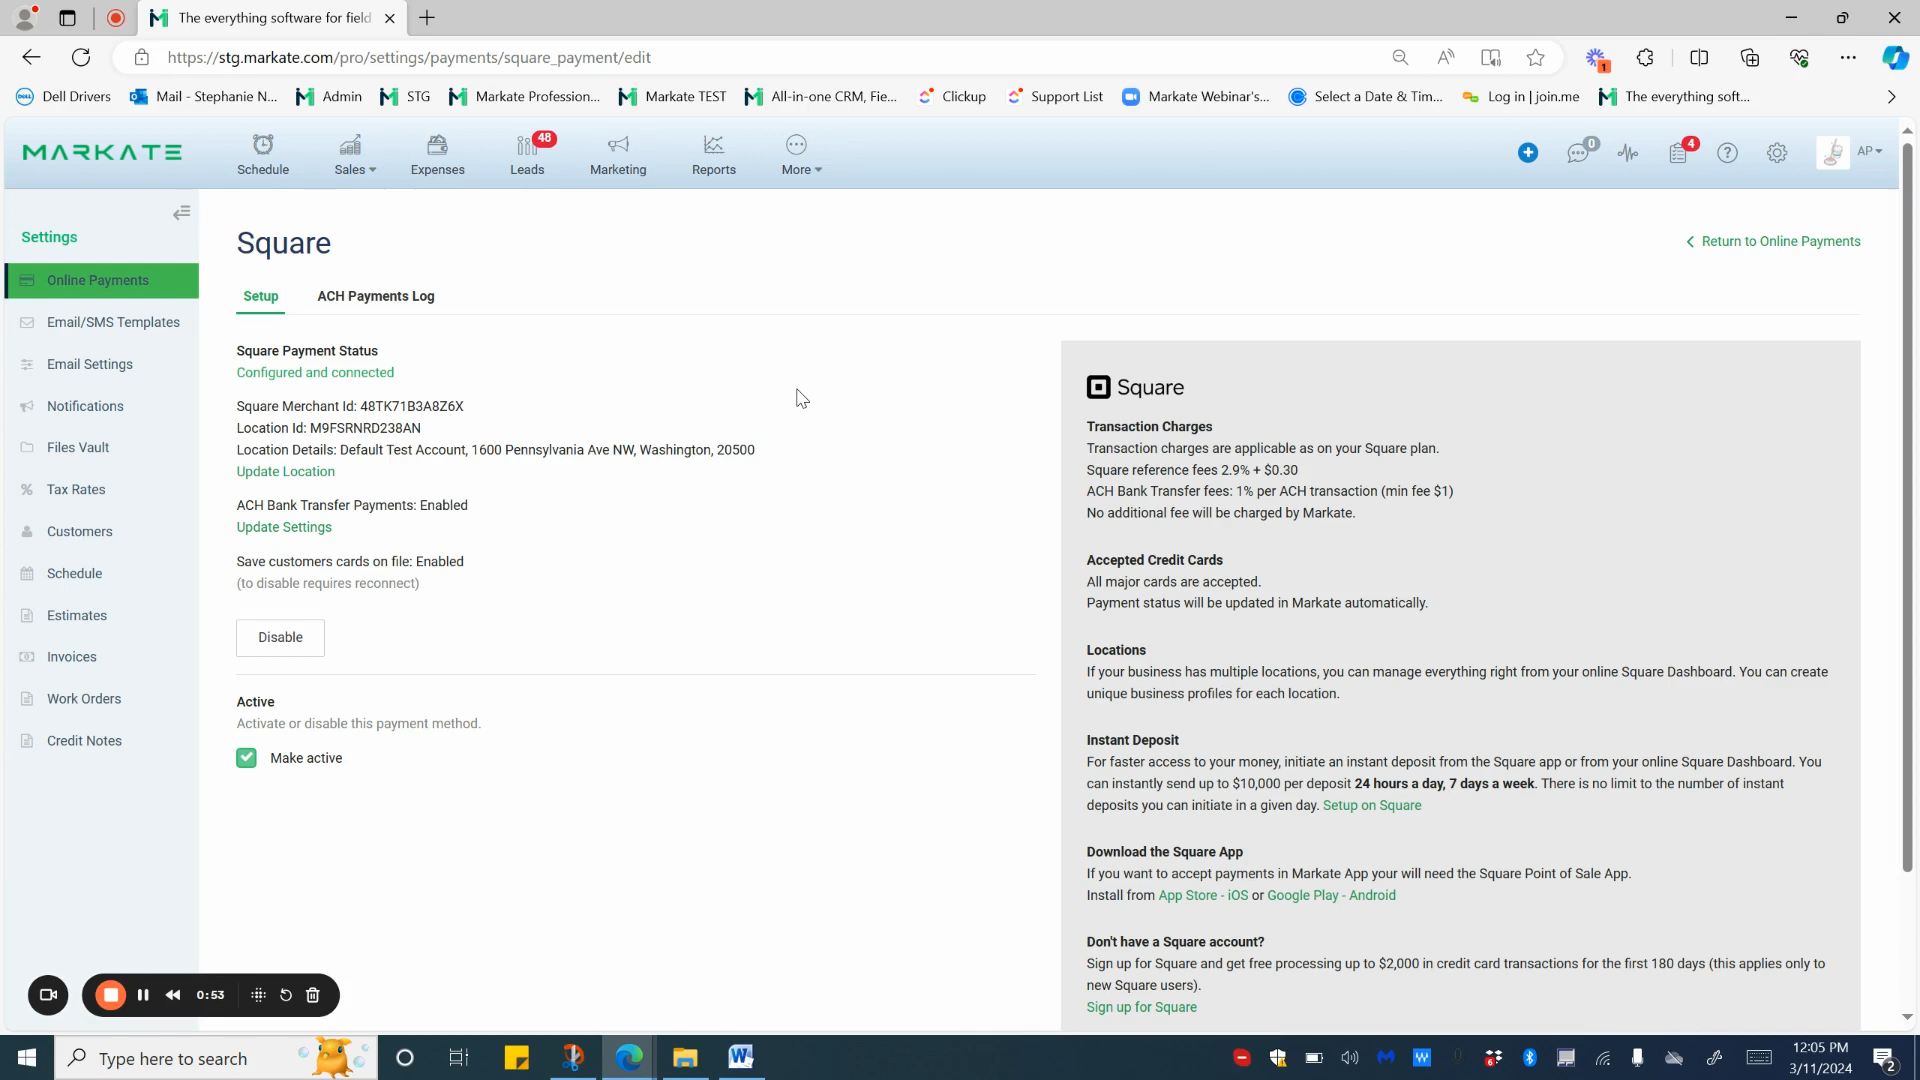 The everything software for field
https://stg.markate.com/pro/settings/payments/square_payment/edit
1
Dell Drivers
Mail - Stephanie N...
Admin
STG
Markate Profession...
Markate TEST
All-in-one CRM, Fie...
Clickup
Support List
Markate Webinar's...
Select a Date & Tim...
Log in | join.me
The everything soft...
MARKATE
Schedule
Sales
Expenses
48
Leads
Marketing
Reports
More
0
4
AP
Settings
Online Payments
Email/SMS Templates
Email Settings
Notifications
Files Vault
Tax Rates
Customers
Schedule
Estimates
Invoices
Work Orders
Credit Notes
Square
Return to Online Payments
Setup
ACH Payments Log
Square Payment Status
Configured and connected
Square Merchant Id: 48TK71B3A8Z6X
Location Id: M9FSRNRD238AN
Location Details: Default Test Account, 1600 Pennsylvania Ave NW, Washington, 20500
Update Location
ACH Bank Transfer Payments: Enabled
Update Settings
Save customers cards on file: Enabled
(to disable requires reconnect)
Disable
Active
Activate or disable this payment method.
Make active
Square
Transaction Charges
Transaction charges are applicable as on your Square plan.
Square reference fees 2.9% + $0.30
ACH Bank Transfer fees: 1% per ACH transaction (min fee $1)
No additional fee will be charged by Markate.
Accepted Credit Cards
All major cards are accepted.
Payment status will be updated in Markate automatically.
Locations
If your business has multiple locations, you can manage everything right from your online Square Dashboard. You can create
unique business profiles for each location.
Instant Deposit
For faster access to your money, initiate an instant deposit from the Square app or from your online Square Dashboard. You
can instantly send up to $10,000 per deposit 24 hours a day, 7 days a week. There is no limit to the number of instant
deposits you can initiate in a given day. Setup on Square
Download the Square App
If you want to accept payments in Markate App your will need the Square Point of Sale App.
Install from App Store - iOS or Google Play - Android
Don't have a Square account?
Sign up for Square and get free processing up to $2,000 in credit card transactions for the first 180 days (this applies only to
new Square users).
Sign up for Square
0:53
Type here to search
12:05 PM
3/11/2024
2